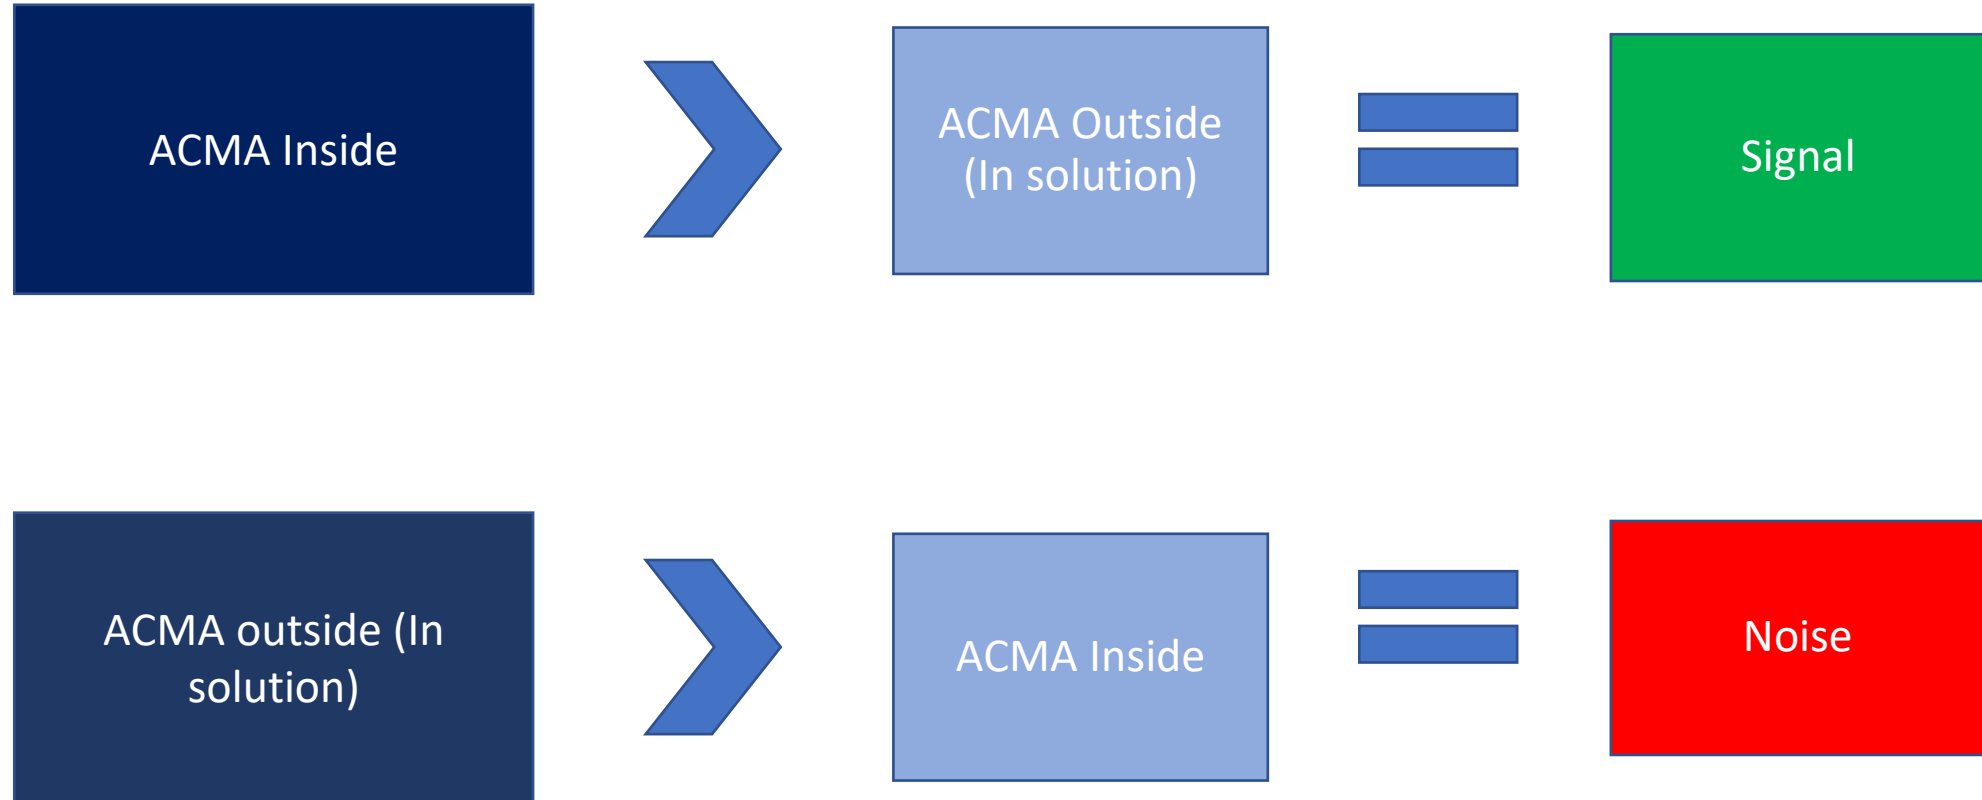 ACMA Inside
ACMA Outside
(In solution)
Signal
ACMA outside (In
solution)
ACMA Inside
Noise